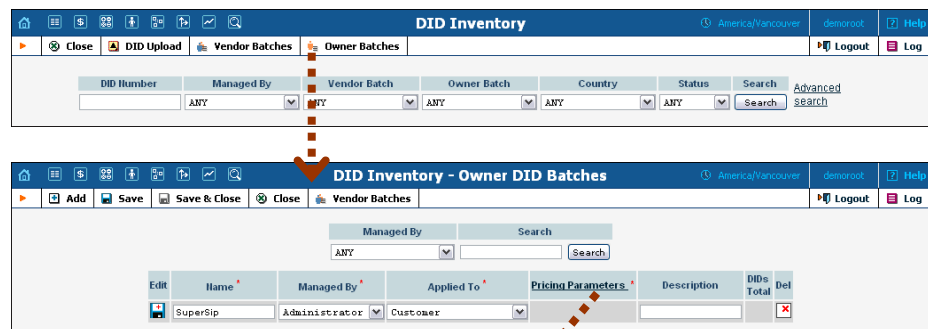 DID Inventory America/Vancouver demoroot ? Help
Close DID Upload Vendor Batches Owner Batches Logout Log
DID Number Managed By Vendor Batch Owner Batch Country Status Search Advanced search
ANY ANY ANY ANY ANY Search
DID Inventory - Owner DID Batches America/Vancouver demoroot ? Help
Add Save Save & Close Close Vendor Batches Logout Log
Managed By Search
ANY Search
Edit Name * Managed By * Applied To * Pricing Parameters * Description DIDs Total Del
SuperSip Administrator Customer